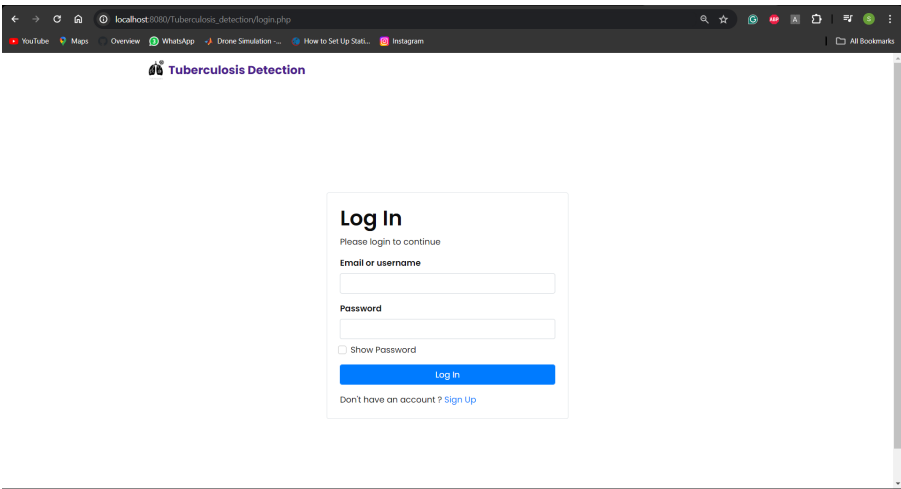 localhost:8080/Tuberculosis_detection/login.php
YouTube Maps Overview WhatsApp Drone Simulation -... How to Set Up Stati... Instagram All Bookmarks
Tuberculosis Detection
Log In
Please login to continue
Email or username
Password
Show Password
Log In
Don't have an account ? Sign Up